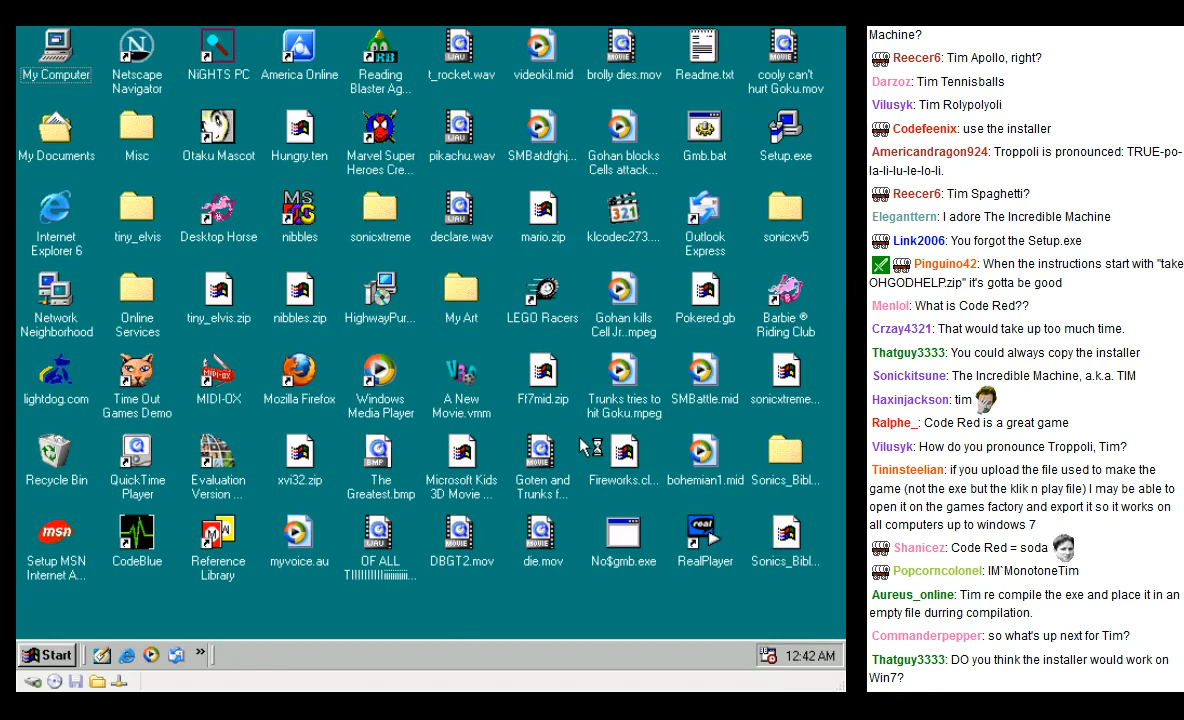 My Computer
Netscape
Navigator
NiGHTS PC
America Online
Reading
Blaster Ag...
t_rocket.wav
videokil.mid
brolly dies.mov
Readme.txt
cooly can't
hurt Goku.mov
My Documents
Misc
Otaku Mascot
Hungry.ten
Marvel Super
Heroes Cre...
pikachu.wav
SMBatdfghj...
Gohan blocks
Cells attack...
Gmb.bat
Setup.exe
Internet
Explorer 6
tiny_elvis
Desktop Horse
nibbles
sonicxtreme
declare.wav
mario.zip
klcodec273....
Outlook
Express
sonicxv5
Network
Neighborhood
Online
Services
tiny_elvis.zip
nibbles.zip
HighwayPur...
My Art
LEGO Racers
Gohan kills
Cell Jr..mpeg
Pokered.gb
Barbie ®
Riding Club
lightdog.com
Time Out
Games Demo
MIDI-OX
Mozilla Firefox
Windows
Media Player
A New
Movie.vmm
Ff7mid.zip
Trunks tries to
hit Goku.mpeg
SMBattle.mid
sonicxtreme...
Recycle Bin
QuickTime
Player
Evaluation
Version ...
xvi32.zip
The
Greatest.bmp
Microsoft Kids
3D Movie ...
Goten and
Trunks f...
Fireworks.cl...
bohemian1.mid
Sonics_Bibl...
Setup MSN
Internet A...
CodeBlue
Reference
Library
myvoice.au
OF ALL
TIIIIIIIIIiiiiiiiiii...
DBGT2.mov
die.mov
No$gmb.exe
RealPlayer
Sonics_Bibl...
Start
»
12:42 AM
Machine?
Reecer6: Tim Apollo, right?
Darzoz: Tim Tennisballs
Vilusyk: Tim Rolypolyoli
Codefeenix: use the installer
Americandragon924: Troppoli is pronounced: TRUE-po-
la-li-lu-le-lo-li.
Reecer6: Tim Spaghetti?
Eleganttern: I adore The Incredible Machine
Link2006: You forgot the Setup.exe
Pinguino42: When the instructions start with "take
OHGODHELP.zip" it's gotta be good
Menlol: What is Code Red??
Crzay4321: That would take up too much time.
Thatguy3333: You could always copy the installer
Sonickitsune: The Incredible Machine, a.k.a. TIM
Haxinjackson: tim
Ralphe_: Code Red is a great game
Vilusyk: How do you pronounce Troppoli, Tim?
Tininsteelian: if you upload the file used to make the
game (not the exe but the klik n play file) I may be able to
open it on the games factory and export it so it works on
all computers up to windows 7
Shanicez: Code Red = soda
Popcorncolonel: IM`MonotoneTim
Aureus_online: Tim re compile the exe and place it in an
empty file durring compilation.
Commanderpepper: so what's up next for Tim?
Thatguy3333: DO you think the installer would work on
Win7?